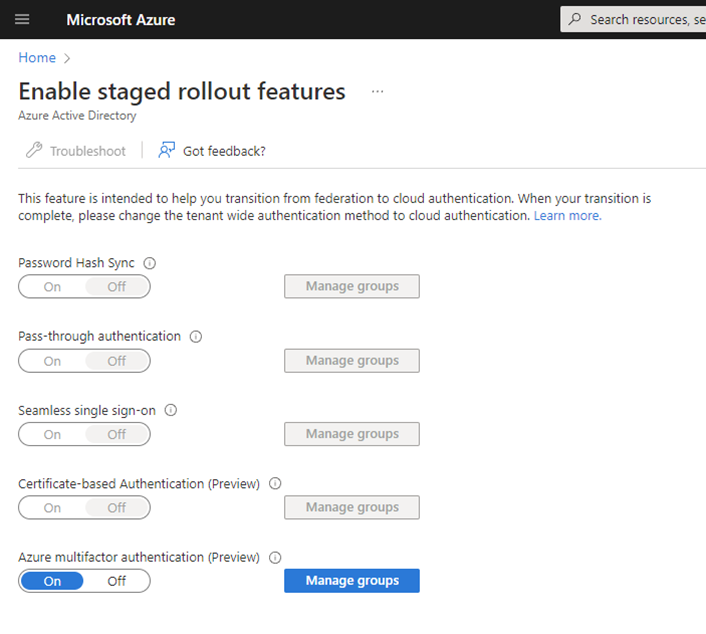 Microsoft Azure
Search resources, se
Home >
Enable staged rollout features ...
Azure Active Directory
Troubleshoot
Got feedback?
This feature is intended to help you transition from federation to cloud authentication. When your transition is
complete, please change the tenant wide authentication method to cloud authentication. Learn more.
Password Hash Sync
On Off Manage groups
Pass-through authentication
On Off Manage groups
Seamless single sign-on
On Off Manage groups
Certificate-based Authentication (Preview)
On Off Manage groups
Azure multifactor authentication (Preview)
On Off Manage groups